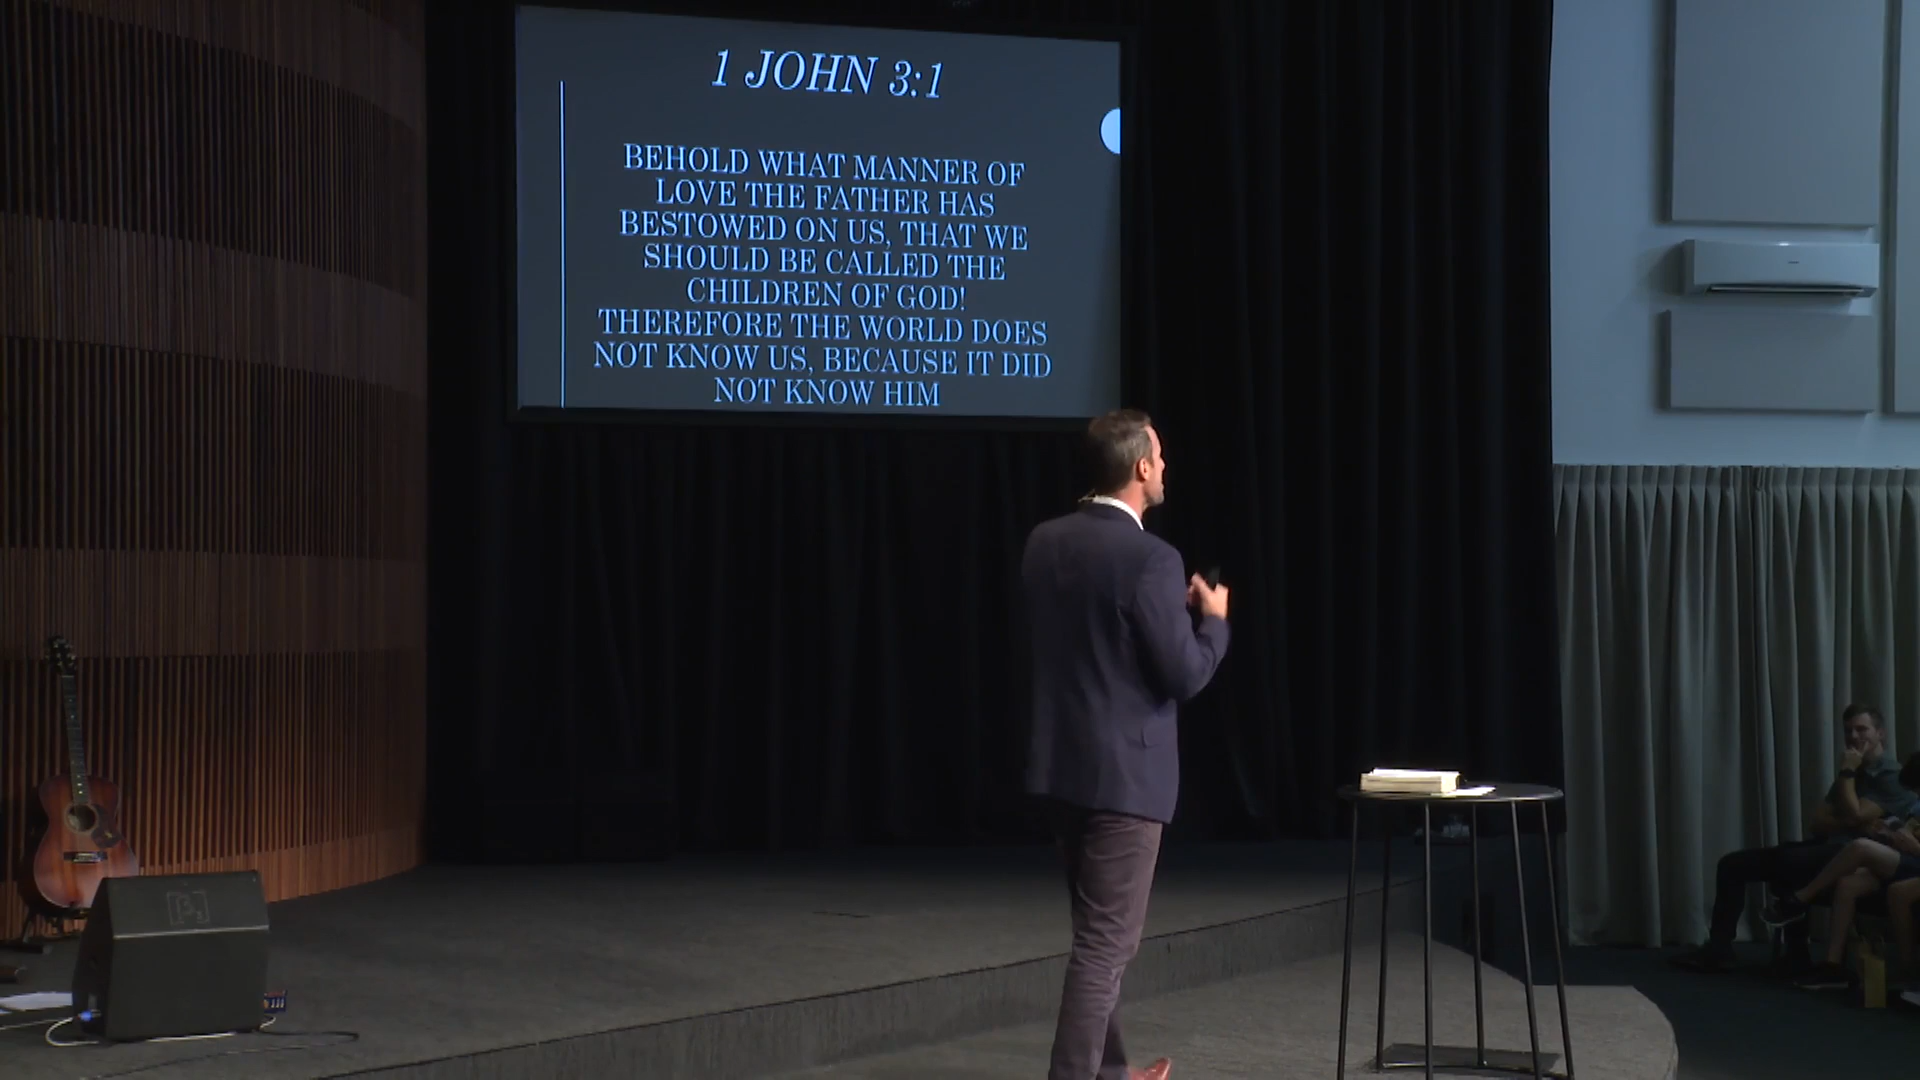 1 JOHN 3:1
BEHOLD WHAT MANNER OF
LOVE THE FATHER HAS
BESTOWED ON US, THAT WE
SHOULD BE CALLED THE
CHILDREN OF GOD!
THEREFORE THE WORLD DOES
NOT KNOW US, BECAUSE IT DID
NOT KNOW HIM